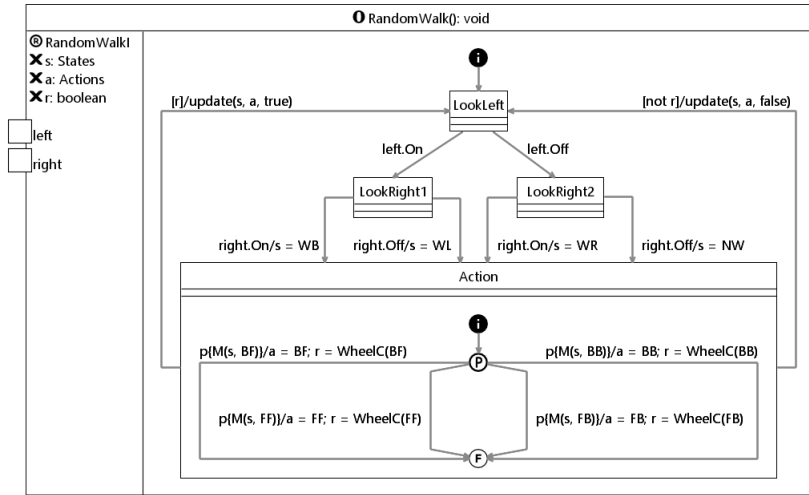 O RandomWalk(): void
R RandomWalkI
X s: States
X a: Actions
X r: boolean
left
right
i
[r]/update(s, a, true)
LookLeft
[not r]/update(s, a, false)
left.On
left.Off
LookRight1
LookRight2
right.On/s = WB
right.Off/s = WL
right.On/s = WR
right.Off/s = NW
Action
i
p{M(s, BF)}/a = BF; r = WheelC(BF)
P
p{M(s, BB)}/a = BB; r = WheelC(BB)
p{M(s, FF)}/a = FF; r = WheelC(FF)
p{M(s, FB)}/a = FB; r = WheelC(FB)
F